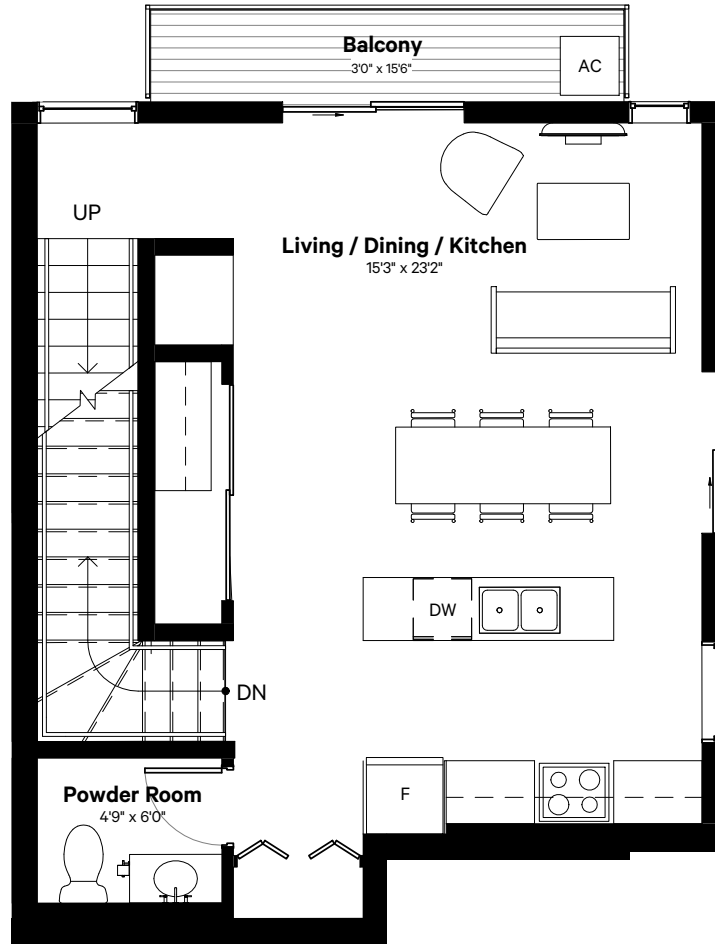 Balcony
3'0" x 15'6"
AC
UP
Living / Dining / Kitchen
15'3" x 23'2"
DW
DN
F
Powder Room
4'9" x 6'0"